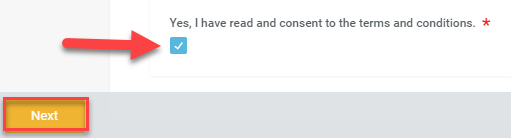 Yes, I have read and consent to the terms and conditions. *
Next